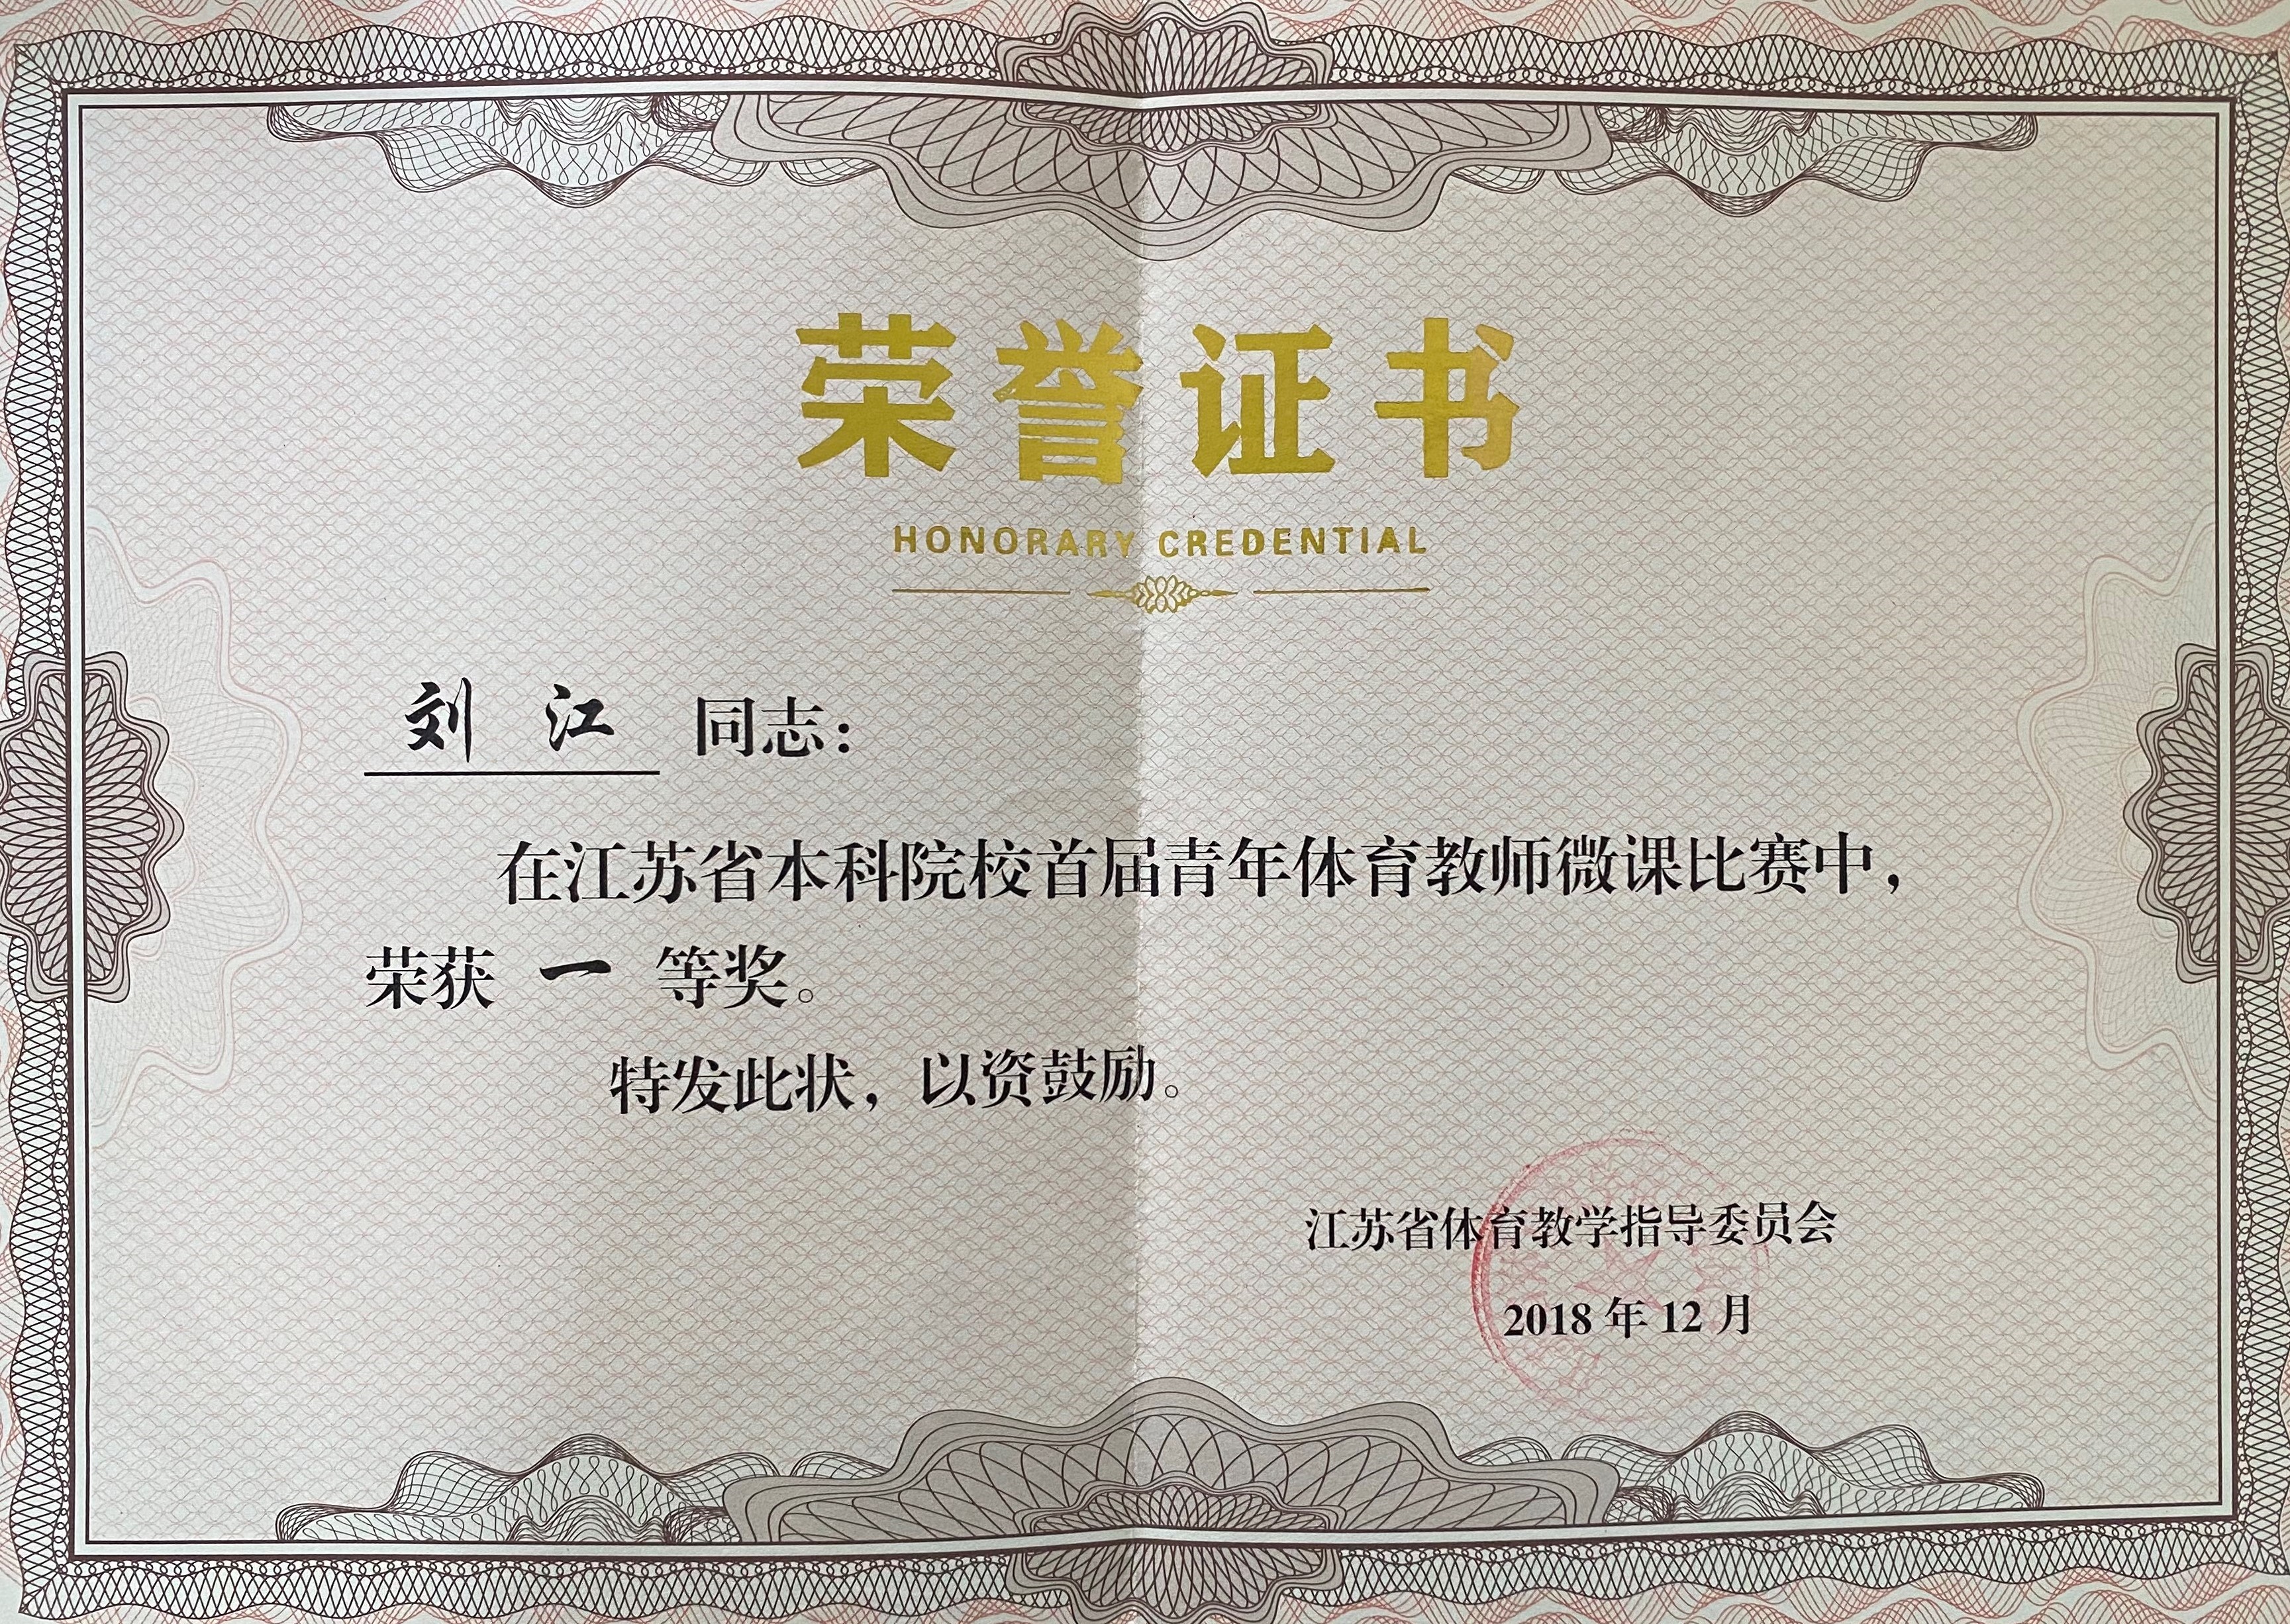 荣誉证书
HONORARY CREDENTIAL
刘 江 同志：
在江苏省本科院校首届青年体育教师微课比赛中，
荣获 一 等奖。
特发此状，以资鼓励。
江苏省体育教学指导委员会
2018 年 12 月